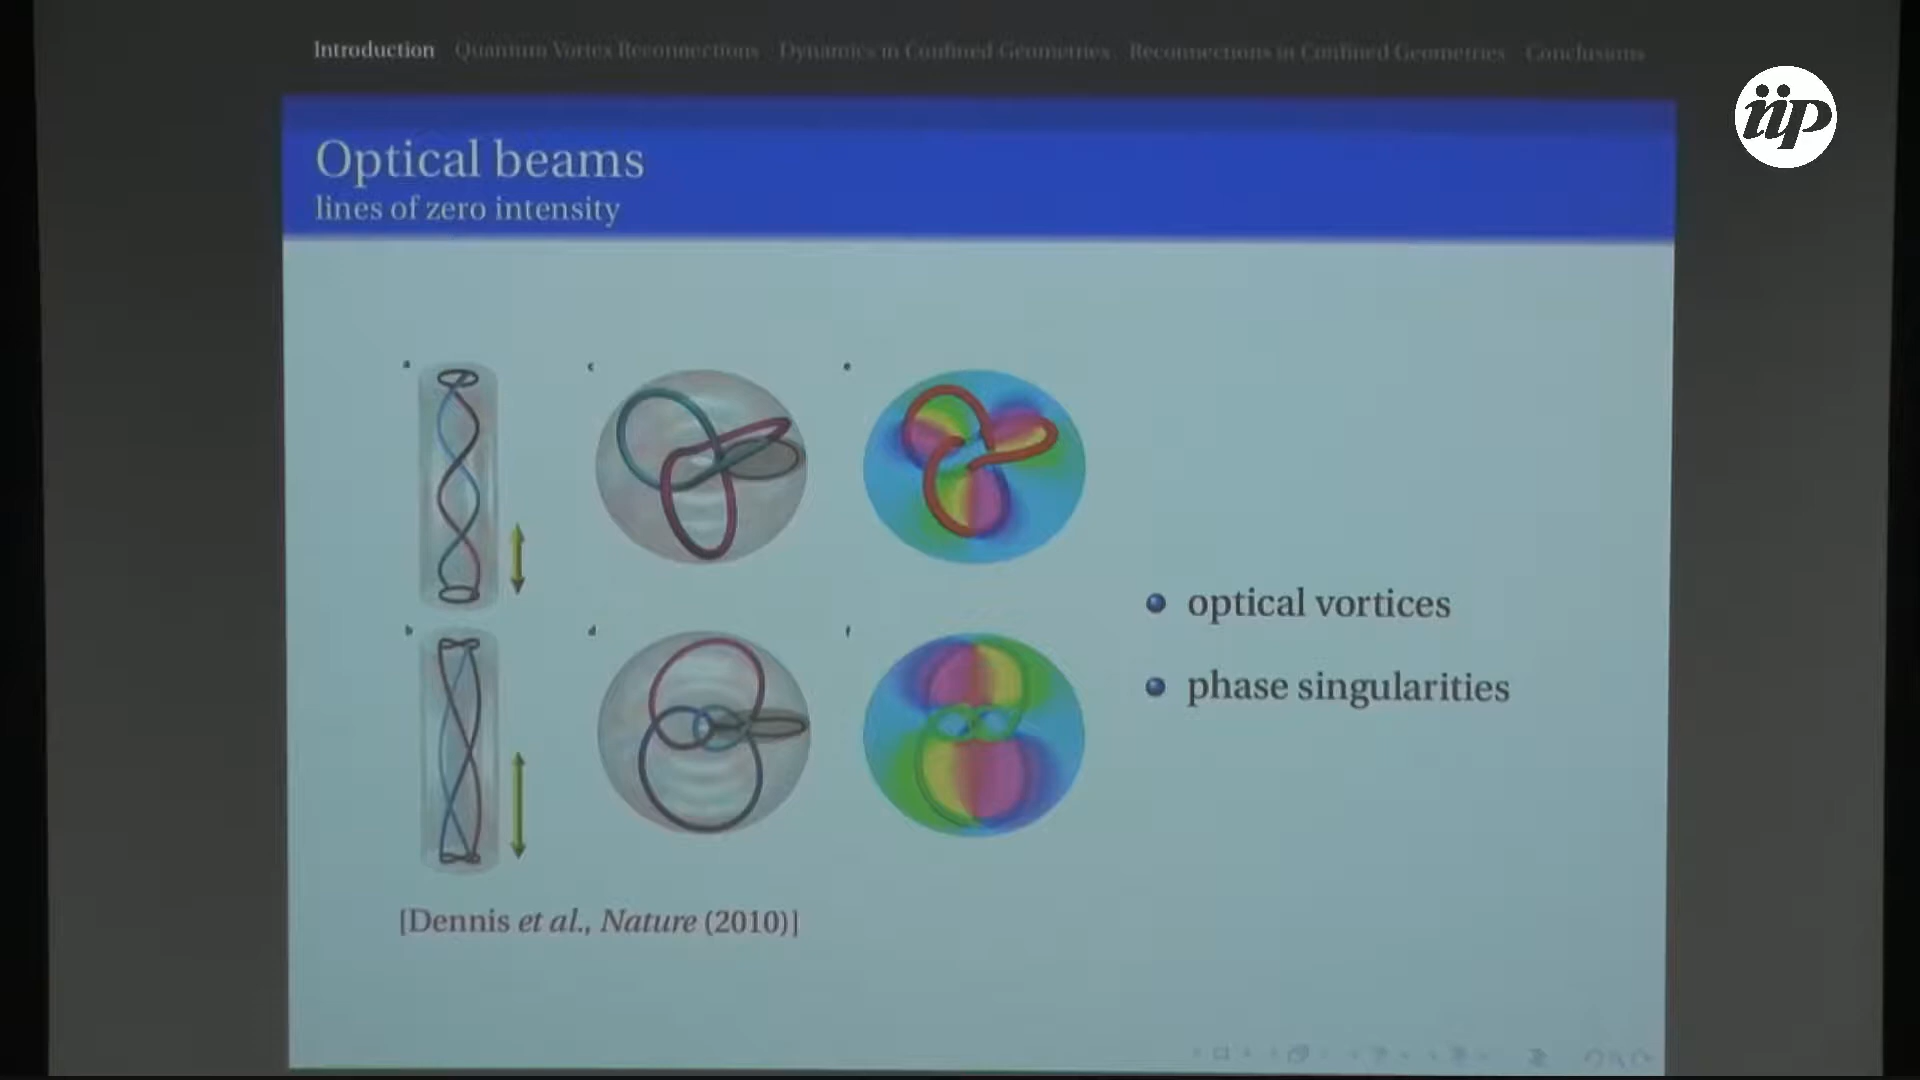 Introduction Quantum Vortex Reconnections Dynamics in Confined Geometries Reconnections in Confined Geometries Conclusions
iip
Optical beams
lines of zero intensity
a c e
b d f
optical vortices
phase singularities
[Dennis et al., Nature (2010)]